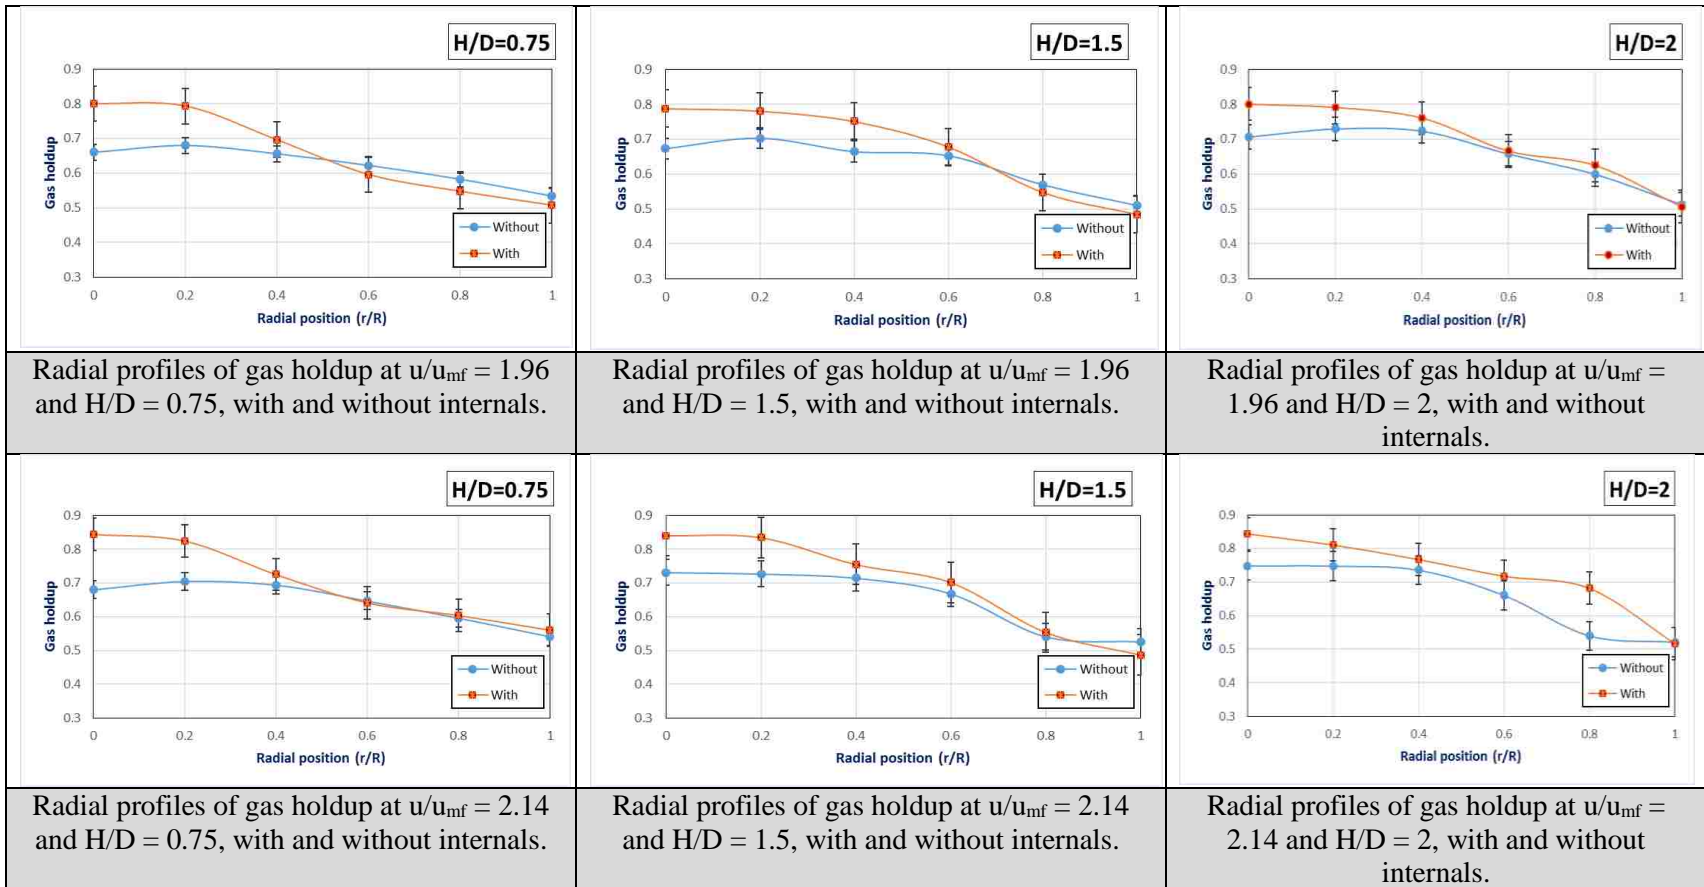 H/D=0.75
0.9
0.8
0.7
0.6
0.5
0.4
0.3
Gas holdup
0
0.2
0.4
0.6
0.8
1
Radial position (r/R)
Without
With
H/D=1.5
0.9
0.8
0.7
0.6
0.5
0.4
0.3
Gas holdup
0
0.2
0.4
0.6
0.8
1
Radial position (r/R)
Without
With
H/D=2
0.9
0.8
0.7
0.6
0.5
0.4
0.3
Gas holdup
0
0.2
0.4
0.6
0.8
1
Radial position (r/R)
Without
With
Radial profiles of gas holdup at u/umf = 1.96
and H/D = 0.75, with and without internals.
Radial profiles of gas holdup at u/umf = 1.96
and H/D = 1.5, with and without internals.
Radial profiles of gas holdup at u/umf =
1.96 and H/D = 2, with and without
internals.
H/D=0.75
0.9
0.8
0.7
0.6
0.5
0.4
0.3
Gas holdup
0
0.2
0.4
0.6
0.8
1
Radial position (r/R)
Without
With
H/D=1.5
0.9
0.8
0.7
0.6
0.5
0.4
0.3
Gas holdup
0
0.2
0.4
0.6
0.8
1
Radial position (r/R)
Without
With
H/D=2
0.9
0.8
0.7
0.6
0.5
0.4
0.3
Gas holdup
0
0.2
0.4
0.6
0.8
1
Radial position (r/R)
Without
With
Radial profiles of gas holdup at u/umf = 2.14
and H/D = 0.75, with and without internals.
Radial profiles of gas holdup at u/umf = 2.14
and H/D = 1.5, with and without internals.
Radial profiles of gas holdup at u/umf =
2.14 and H/D = 2, with and without
internals.